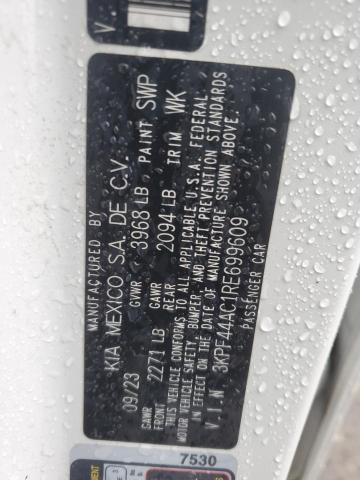 MANUFACTURED BY
KIA MEXICO S.A. DE C.V.
09/23 GVWR 3968 LB PAINT SWP
GAWR FRONT 2271 LB GAWR REAR 2094 LB TRIM WK
THIS VEHICLE CONFORMS TO ALL APPLICABLE U.S.A. FEDERAL
MOTOR VEHICLE SAFETY, BUMPER, AND THEFT PREVENTION STANDARDS
IN EFFECT ON THE DATE OF MANUFACTURE SHOWN ABOVE.
V.I.N 3KPF44AC1RE699609
PASSENGER CAR
7530
V
3